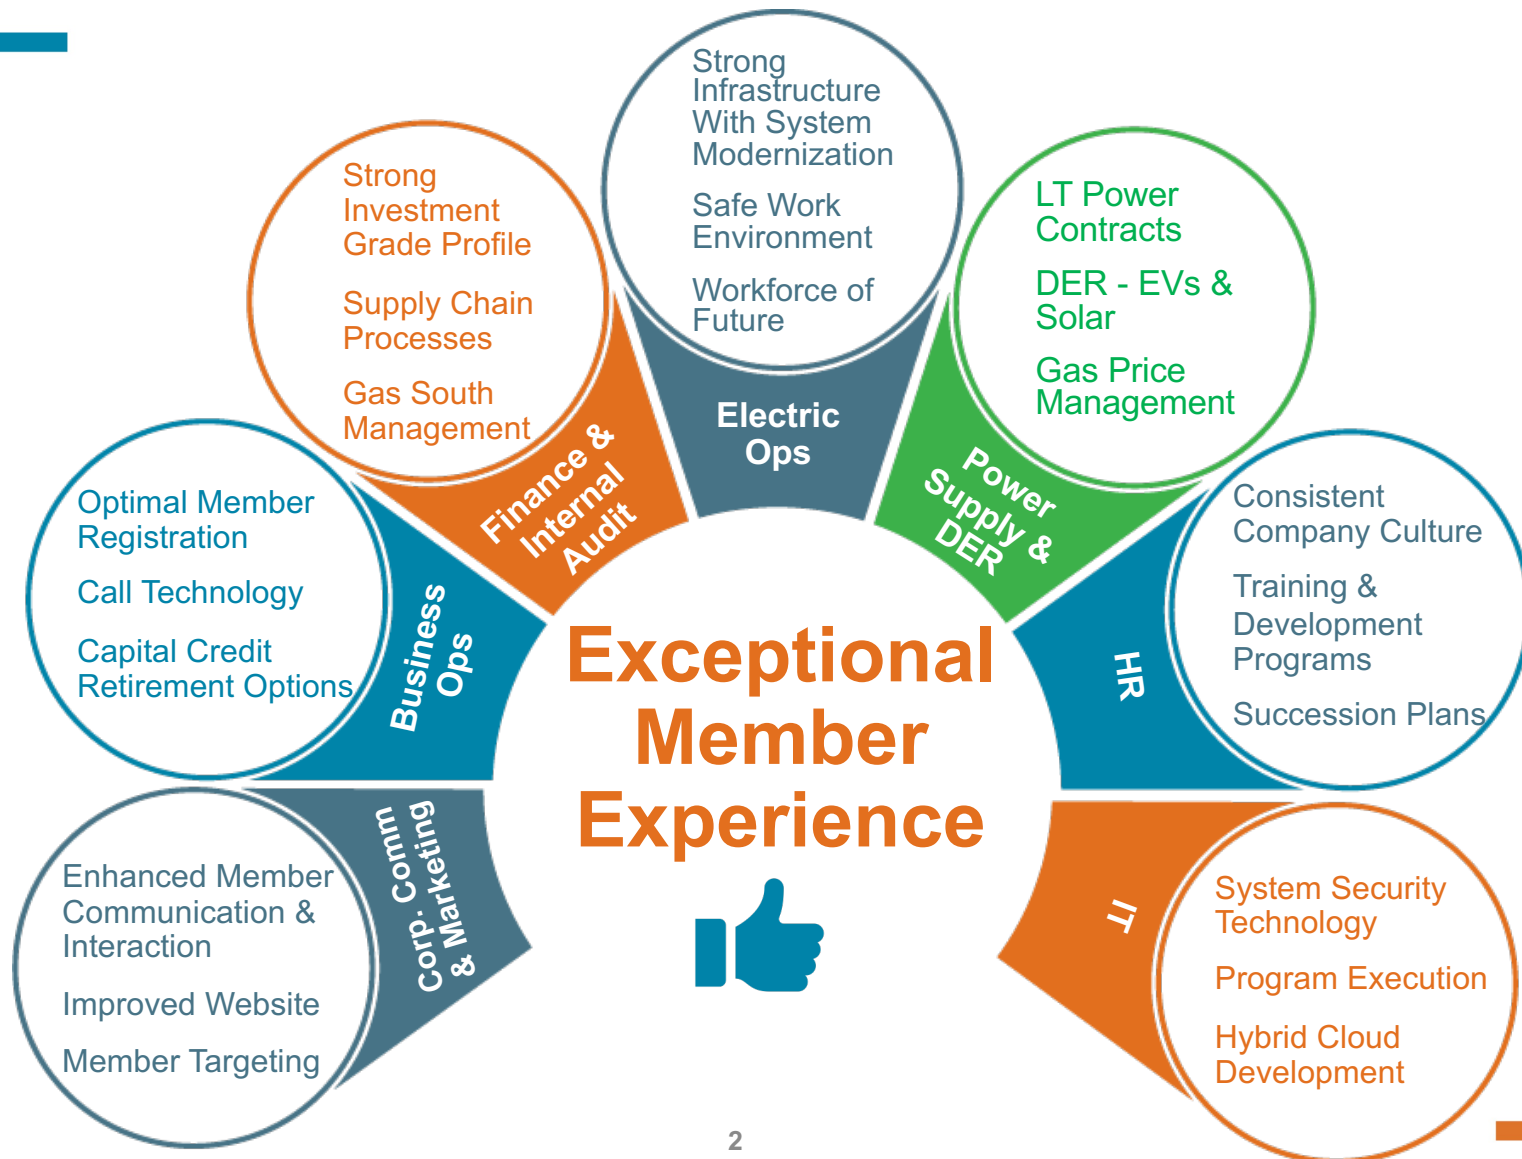 Strong
Infrastructure
With System
Modernization
Safe Work
Environment
Workforce of
Future
Electric
Ops
Strong
Investment
Grade Profile
Supply Chain
Processes
Gas South
Management
Finance &
Internal
Audit
LT Power
Contracts
DER - EVs &
Solar
Gas Price
Management
Power
Supply &
DER
Optimal Member
Registration
Call Technology
Capital Credit
Retirement Options
Business
Ops
Consistent
Company Culture
Training &
Development
Programs
Succession Plans
HR
Exceptional
Member
Experience
Enhanced Member
Communication &
Interaction
Improved Website
Member Targeting
Corp. Comm
& Marketing
System Security
Technology
Program Execution
Hybrid Cloud
Development
IT
2